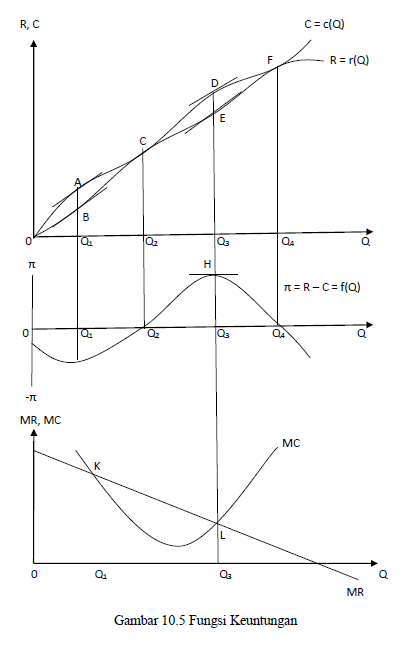 R, C
C = c(Q)
R = r(Q)
F
D
E
C
A
B
0 Q₁ Q₂ Q₃ Q₄ Q
π
H
π = R – C = f(Q)
0 Q₁ Q₂ Q₃ Q₄ Q
-π
MR, MC
MC
K
L
0 Q₁ Q₃ Q
MR
Gambar 10.5 Fungsi Keuntungan